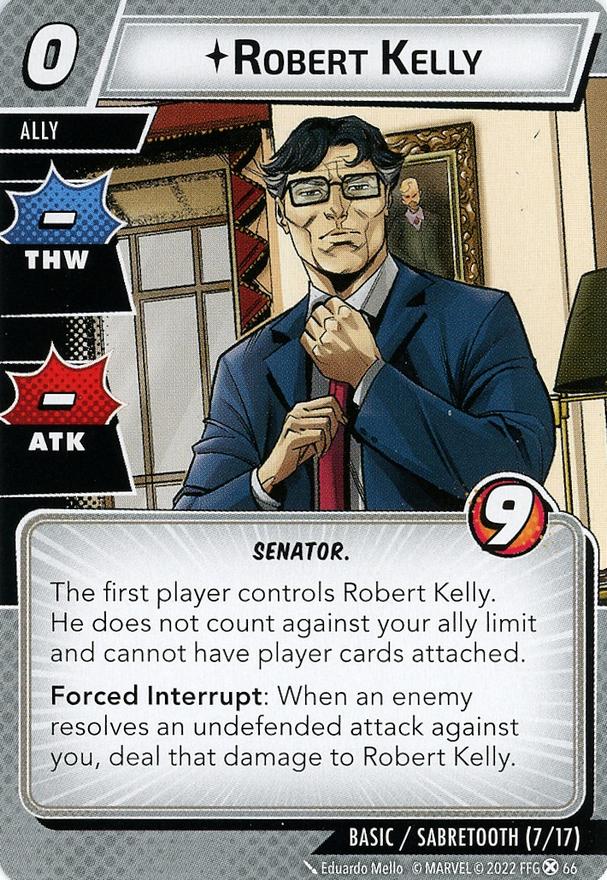 0
ROBERT KELLY
ALLY
- THW
- ATK
9
SENATOR.
The first player controls Robert Kelly.
He does not count against your ally limit
and cannot have player cards attached.
Forced Interrupt: When an enemy
resolves an undefended attack against
you, deal that damage to Robert Kelly.
BASIC / SABRETOOTH (7/17)
Eduardo Mello © MARVEL © 2022 FFG 66